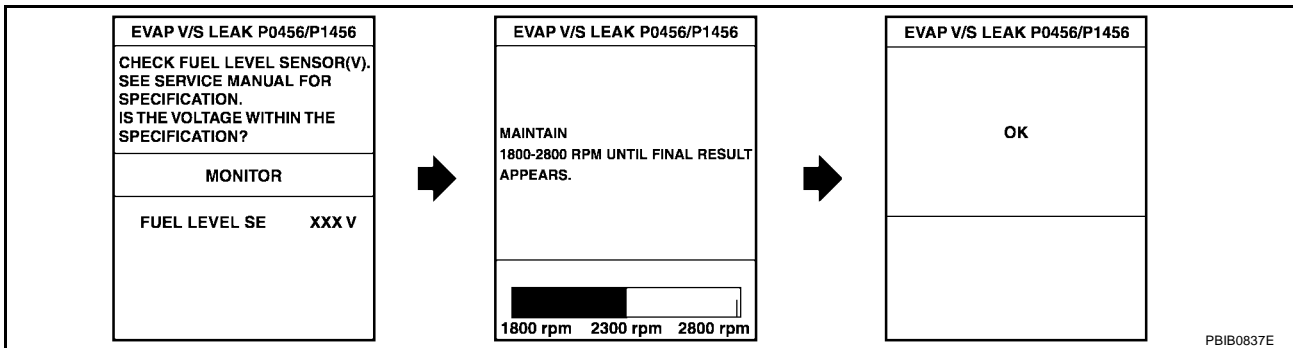 EVAP V/S LEAK P0456/P1456
CHECK FUEL LEVEL SENSOR(V).
SEE SERVICE MANUAL FOR
SPECIFICATION.
IS THE VOLTAGE WITHIN THE
SPECIFICATION?
MONITOR
FUEL LEVEL SE XXX V
EVAP V/S LEAK P0456/P1456
MAINTAIN
1800-2800 RPM UNTIL FINAL RESULT
APPEARS.
1800 rpm 2300 rpm 2800 rpm
EVAP V/S LEAK P0456/P1456
OK
PBIB0837E